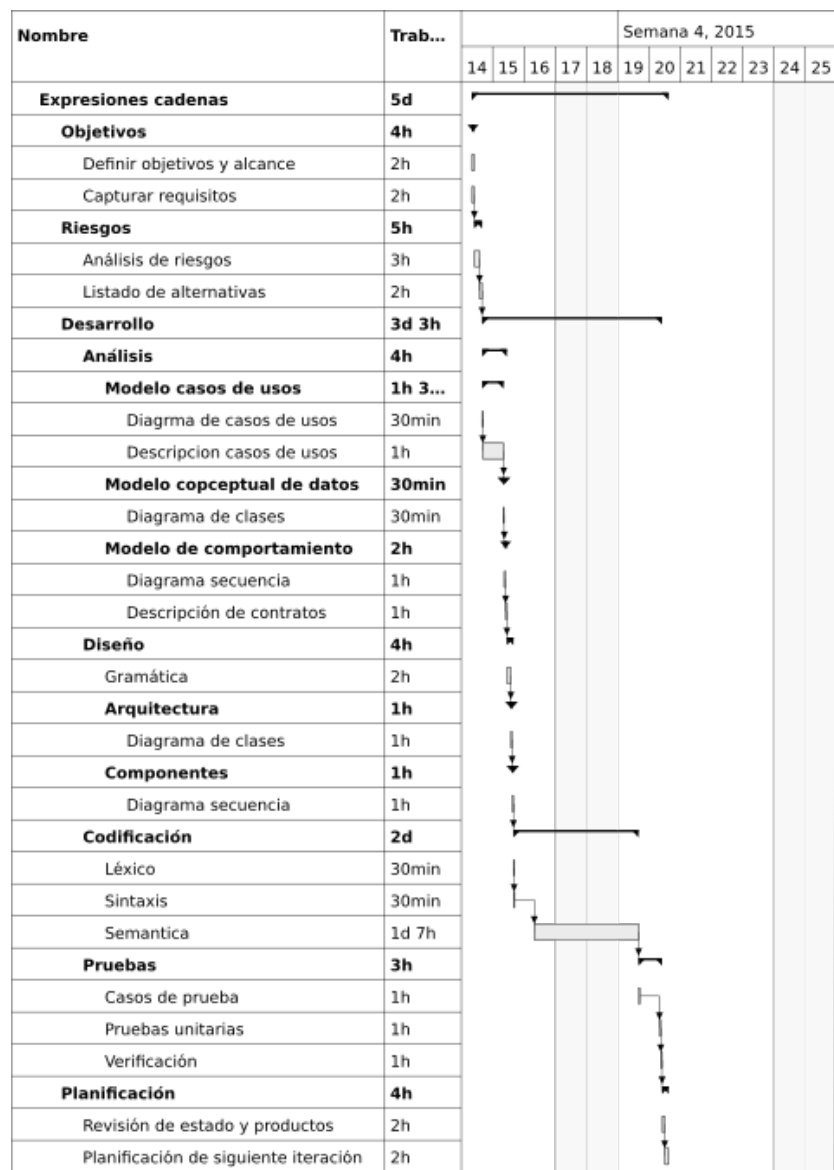 Nombre Trab... Semana 4, 2015
14 15 16 17 18 19 20 21 22 23 24 25
Expresiones cadenas 5d
Objetivos 4h
Definir objetivos y alcance 2h
Capturar requisitos 2h
Riesgos 5h
Análisis de riesgos 3h
Listado de alternativas 2h
Desarrollo 3d 3h
Análisis 4h
Modelo casos de usos 1h 3...
Diagrma de casos de usos 30min
Descripcion casos de usos 1h
Modelo copceptual de datos 30min
Diagrama de clases 30min
Modelo de comportamiento 2h
Diagrama secuencia 1h
Descripción de contratos 1h
Diseño 4h
Gramática 2h
Arquitectura 1h
Diagrama de clases 1h
Componentes 1h
Diagrama secuencia 1h
Codificación 2d
Léxico 30min
Sintaxis 30min
Semantica 1d 7h
Pruebas 3h
Casos de prueba 1h
Pruebas unitarias 1h
Verificación 1h
Planificación 4h
Revisión de estado y productos 2h
Planificación de siguiente iteración 2h